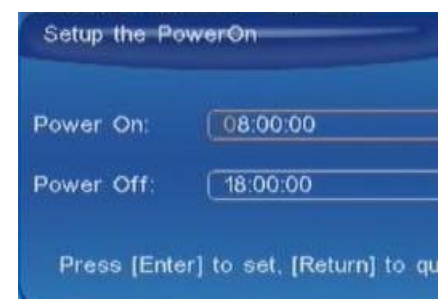 Setup the PowerOn
Power On: 08:00:00
Power Off: 18:00:00
Press [Enter] to set, [Return] to qu